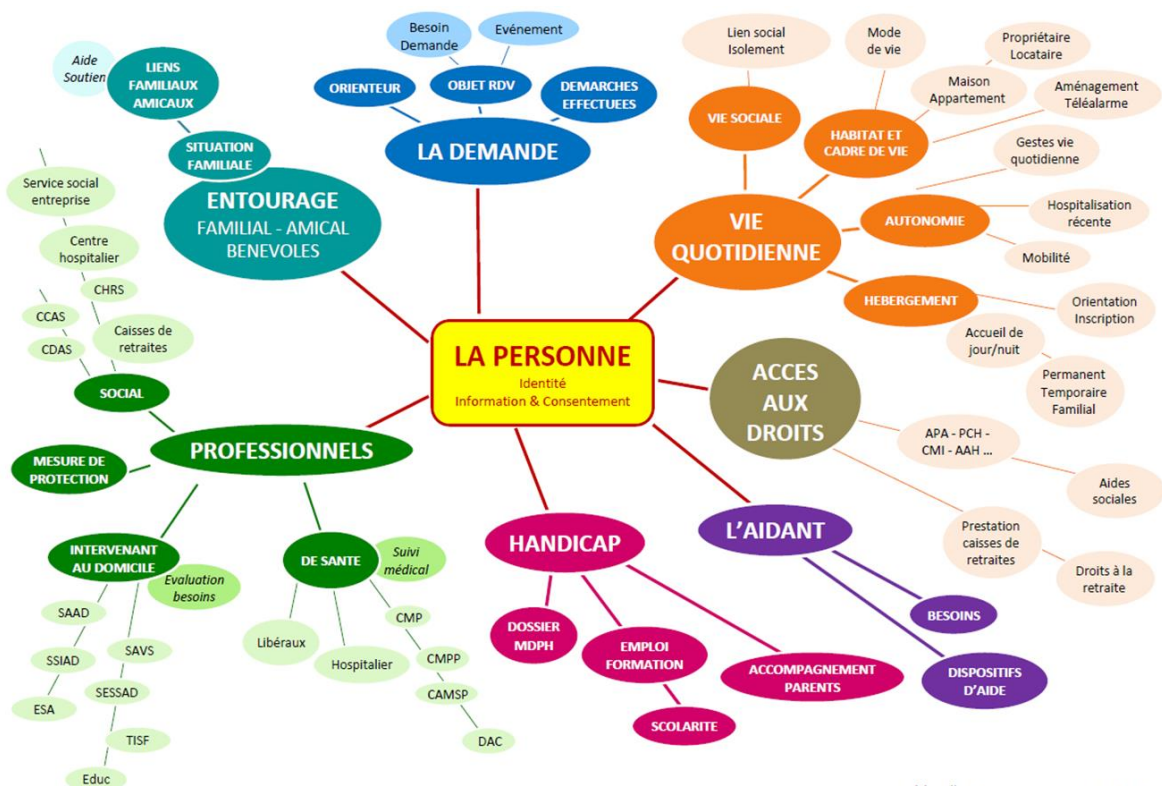 Aide
Soutien
LIENS
FAMILIAUX
AMICAUX
SITUATION
FAMILIALE
ENTOURAGE
FAMILIAL - AMICAL
BENEVOLES
Besoin
Demande
Evénement
ORIENTEUR
OBJET RDV
DEMARCHES
EFFECTUEES
LA DEMANDE
Lien social
Isolement
Mode
de vie
Propriétaire
Locataire
Maison
Appartement
Aménagement
Téléalarme
VIE SOCIALE
HABITAT ET
CADRE DE VIE
Gestes vie
quotidienne
VIE
QUOTIDIENNE
AUTONOMIE
Hospitalisation
récente
Mobilité
HEBERGEMENT
Orientation
Inscription
Accueil de
jour/nuit
Permanent
Temporaire
Familial
LA PERSONNE
Identité
Information & Consentement
ACCES
AUX
DROITS
APA - PCH -
CMI - AAH ...
Aides
sociales
Prestation
caisses de
retraites
Droits à la
retraite
L'AIDANT
BESOINS
DISPOSITIFS
D'AIDE
HANDICAP
DOSSIER
MDPH
EMPLOI
FORMATION
SCOLARITE
ACCOMPAGNEMENT
PARENTS
PROFESSIONNELS
SOCIAL
Service social
entreprise
Centre
hospitalier
CHRS
Caisses de
retraites
CCAS
CDAS
MESURE DE
PROTECTION
INTERVENANT
AU DOMICILE
Evaluation
besoins
SAAD
SSIAD
ESA
SAVS
SESSAD
TISF
Educ
DE SANTE
Suivi
médical
Libéraux
Hospitalier
CMP
CMPP
CAMSP
DAC